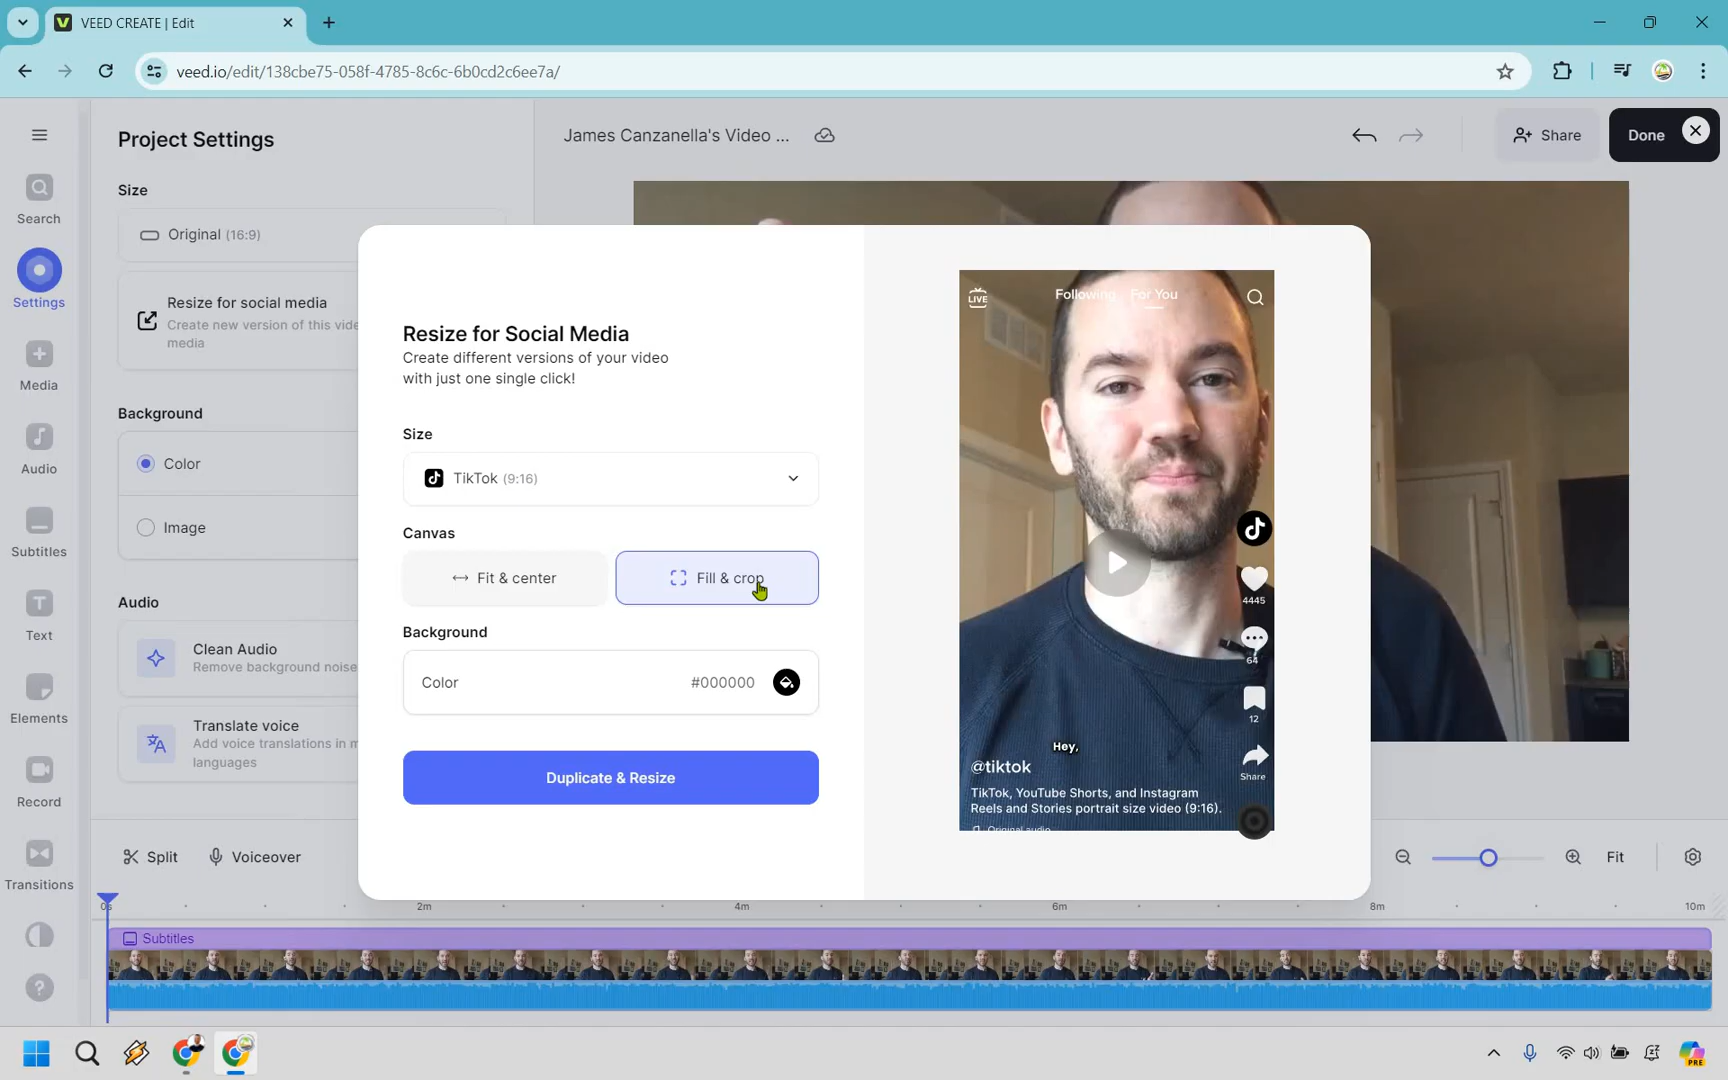 VEED CREATE | Edit
veed.io/edit/138cbe75-058f-4785-8c6c-6b0cd2c6ee7a/
Project Settings
James Canzanella's Video ...
Share
Done
Search
Settings
Media
Audio
Subtitles
Text
Elements
Record
Transitions
Size
Original (16:9)
Resize for social media
Create new version of this vide
media
Background
Color
Image
Audio
Clean Audio
Remove background noise
Translate voice
Add voice translations in m
languages
Resize for Social Media
Create different versions of your video
with just one single click!
Size
TikTok (9:16)
Canvas
Fit & center
Fill & crop
Background
Color
#000000
Duplicate & Resize
LIVE
Following
For You
4445
64
12
Share
Hey,
@tiktok
TikTok, YouTube Shorts, and Instagram
Reels and Stories portrait size video (9:16).
Original audio
Split
Voiceover
Fit
0s
2m
4m
6m
8m
10m
Subtitles
PRE